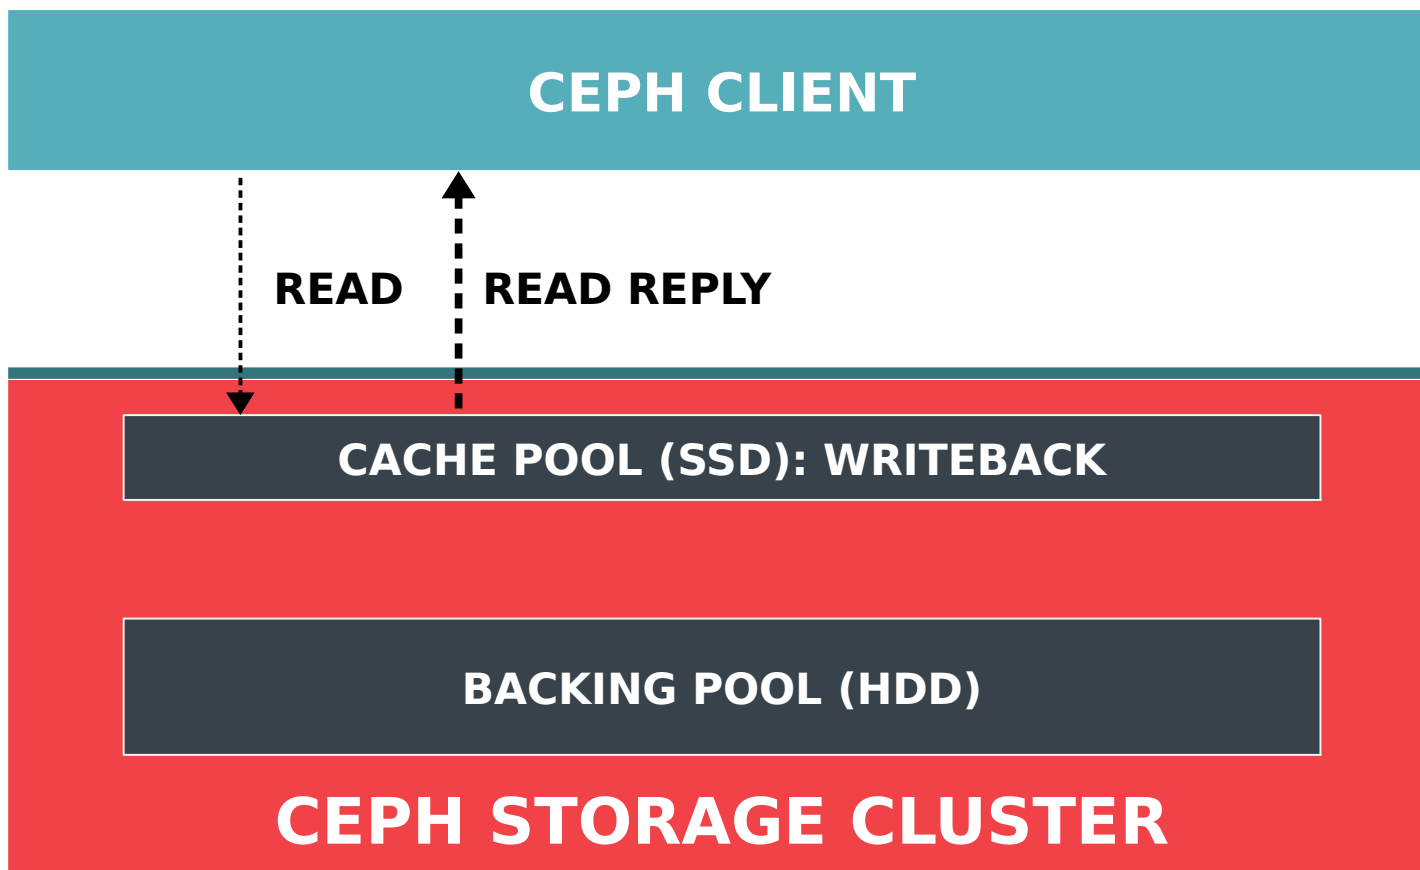 CEPH CLIENT
READ
READ REPLY
CACHE POOL (SSD): WRITEBACK
BACKING POOL (HDD)
CEPH STORAGE CLUSTER